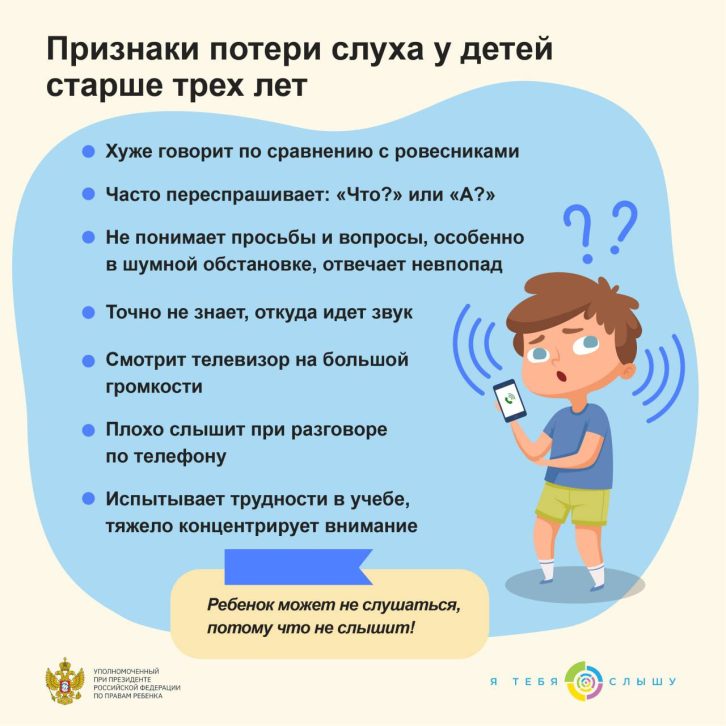 Признаки потери слуха у детей
старше трех лет
Хуже говорит по сравнению с ровесниками
Часто переспрашивает: «Что?» или «А?»
Не понимает просьбы и вопросы, особенно
в шумной обстановке, отвечает невпопад
Точно не знает, откуда идет звук
Смотрит телевизор на большой
громкости
Плохо слышит при разговоре
по телефону
Испытывает трудности в учебе,
тяжело концентрирует внимание
Ребенок может не слушаться,
потому что не слышит!
УПОЛНОМОЧЕННЫЙ
ПРИ ПРЕЗИДЕНТЕ
РОССИЙСКОЙ ФЕДЕРАЦИИ
ПО ПРАВАМ РЕБЕНКА
Я ТЕБЯ СЛЫШУ
??